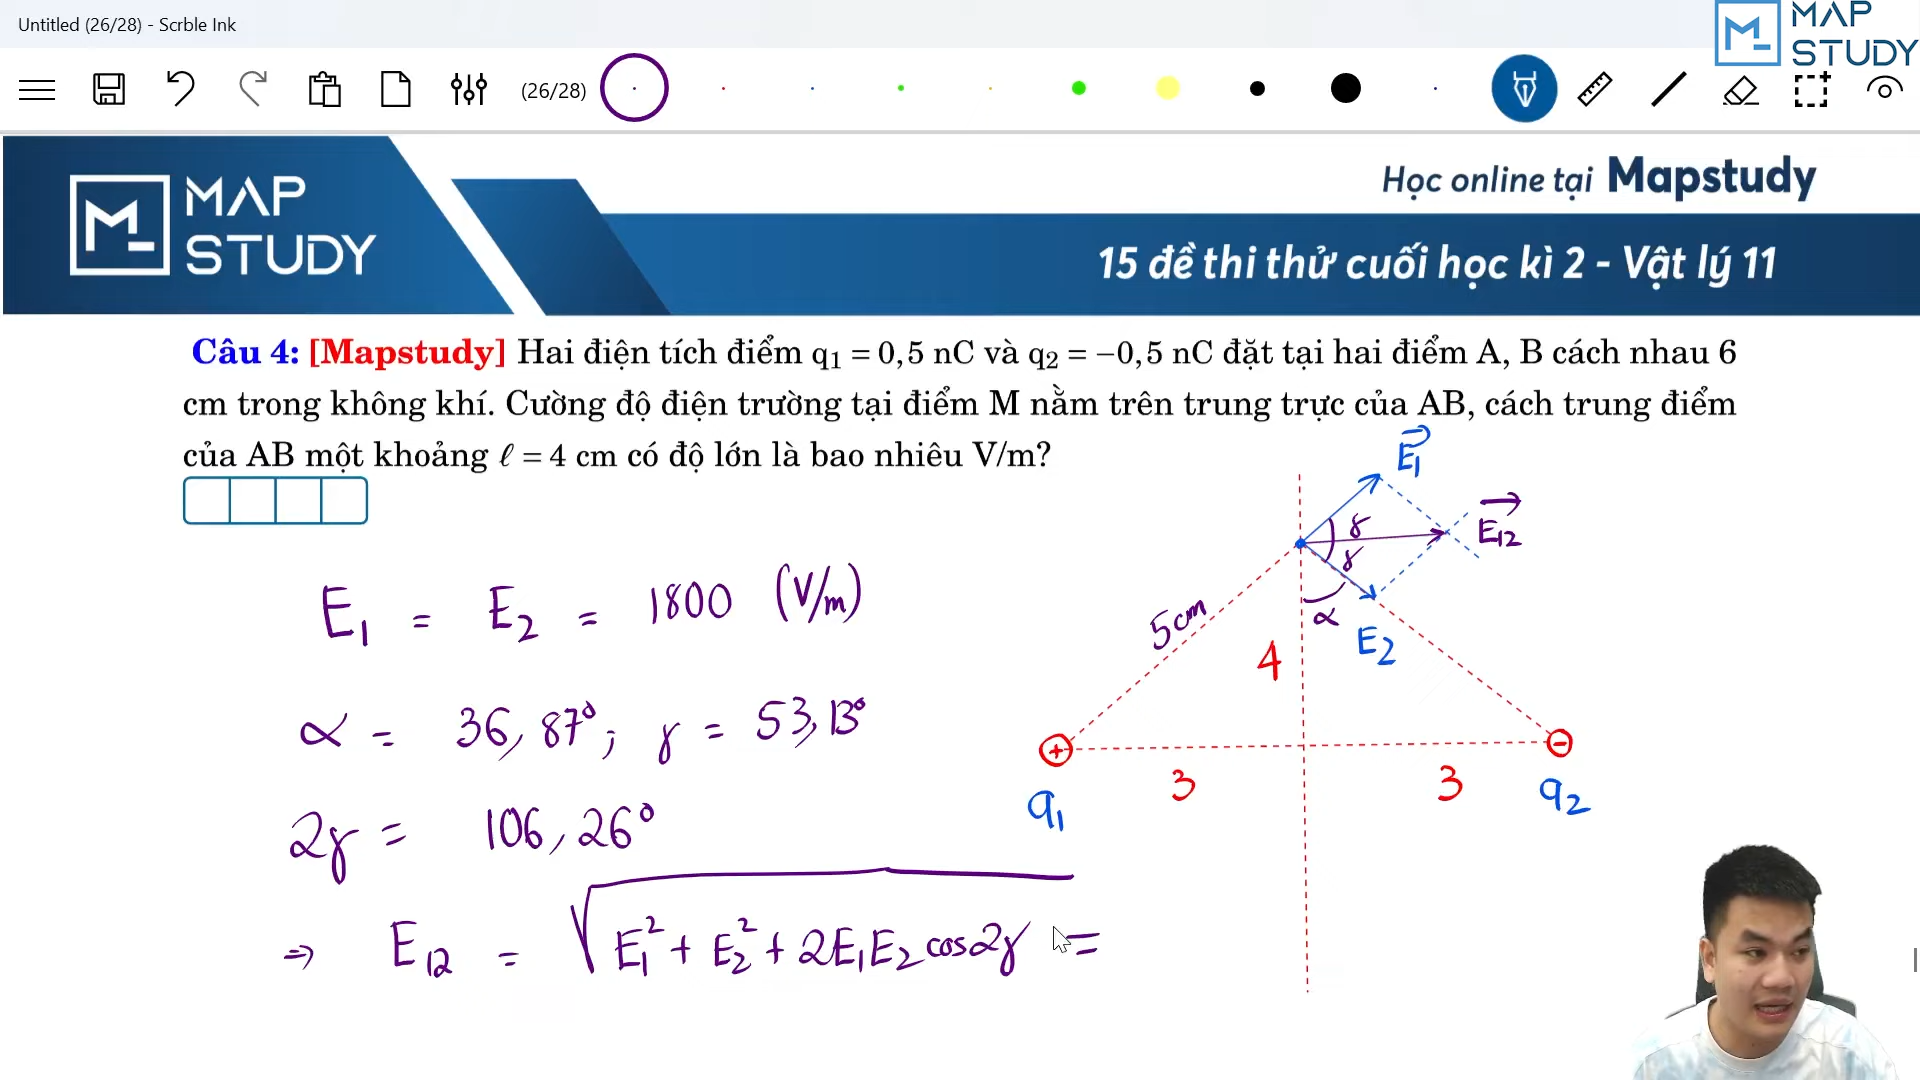 Untitled (26/28) - Scrble Ink
MAP
STUDY
(26/28)
MAP
STUDY
Học online tại Mapstudy
15 đề thi thử cuối học kì 2 - Vật lý 11
Câu 4: [Mapstudy] Hai điện tích điểm q₁ = 0,5 nC và q₂ = −0,5 nC đặt tại hai điểm A, B cách nhau 6
cm trong không khí. Cường độ điện trường tại điểm M nằm trên trung trực của AB, cách trung điểm
của AB một khoảng ℓ = 4 cm có độ lớn là bao nhiêu V/m?
E₁
E₁₂
γ
γ
α
E₂
5cm
4
+
−
3
3
q₁
q₂
E₁ = E₂ = 1800 (V/m)
α = 36,87°; γ = 53,13°
2γ = 106,26°
⇒ E₁₂ = √(E₁² + E₂² + 2E₁E₂cos2γ) =